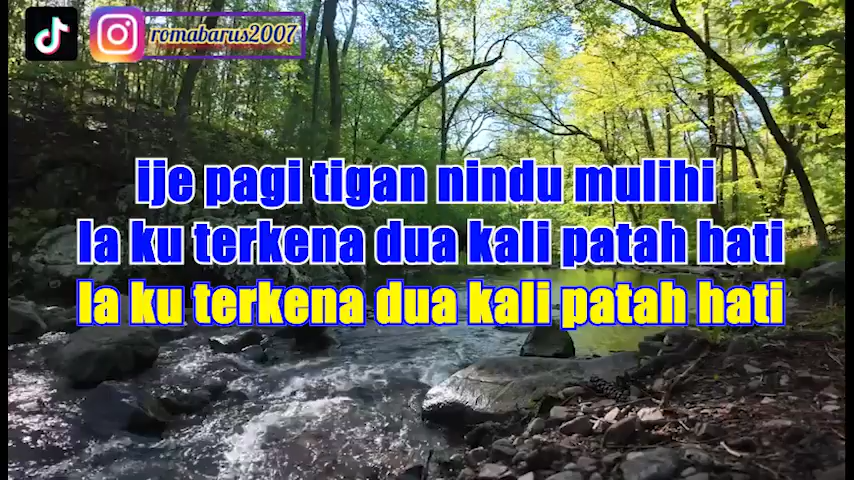 romabarus2007
ije pagi tigan nindu mulihi
la ku terkena dua kali patah hati
la ku terkena dua kali patah hati